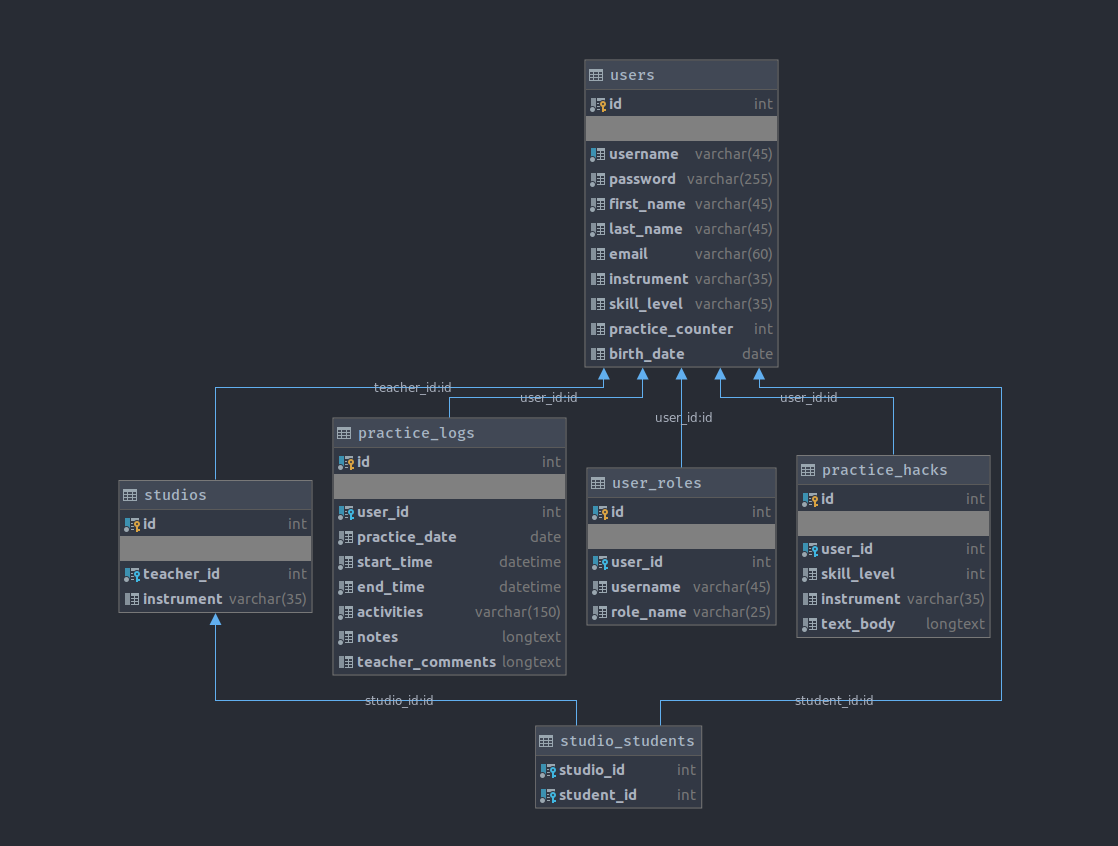 users
id int
username varchar(45)
password varchar(255)
first_name varchar(45)
last_name varchar(45)
email varchar(60)
instrument varchar(35)
skill_level varchar(35)
practice_counter int
birth_date date
teacher_id:id
user_id:id
user_id:id
user_id:id
practice_logs
id int
user_id int
practice_date date
start_time datetime
end_time datetime
activities varchar(150)
notes longtext
teacher_comments longtext
studios
id int
teacher_id int
instrument varchar(35)
user_roles
id int
user_id int
username varchar(45)
role_name varchar(25)
practice_hacks
id int
user_id int
skill_level int
instrument varchar(35)
text_body longtext
studio_id:id
student_id:id
studio_students
studio_id int
student_id int